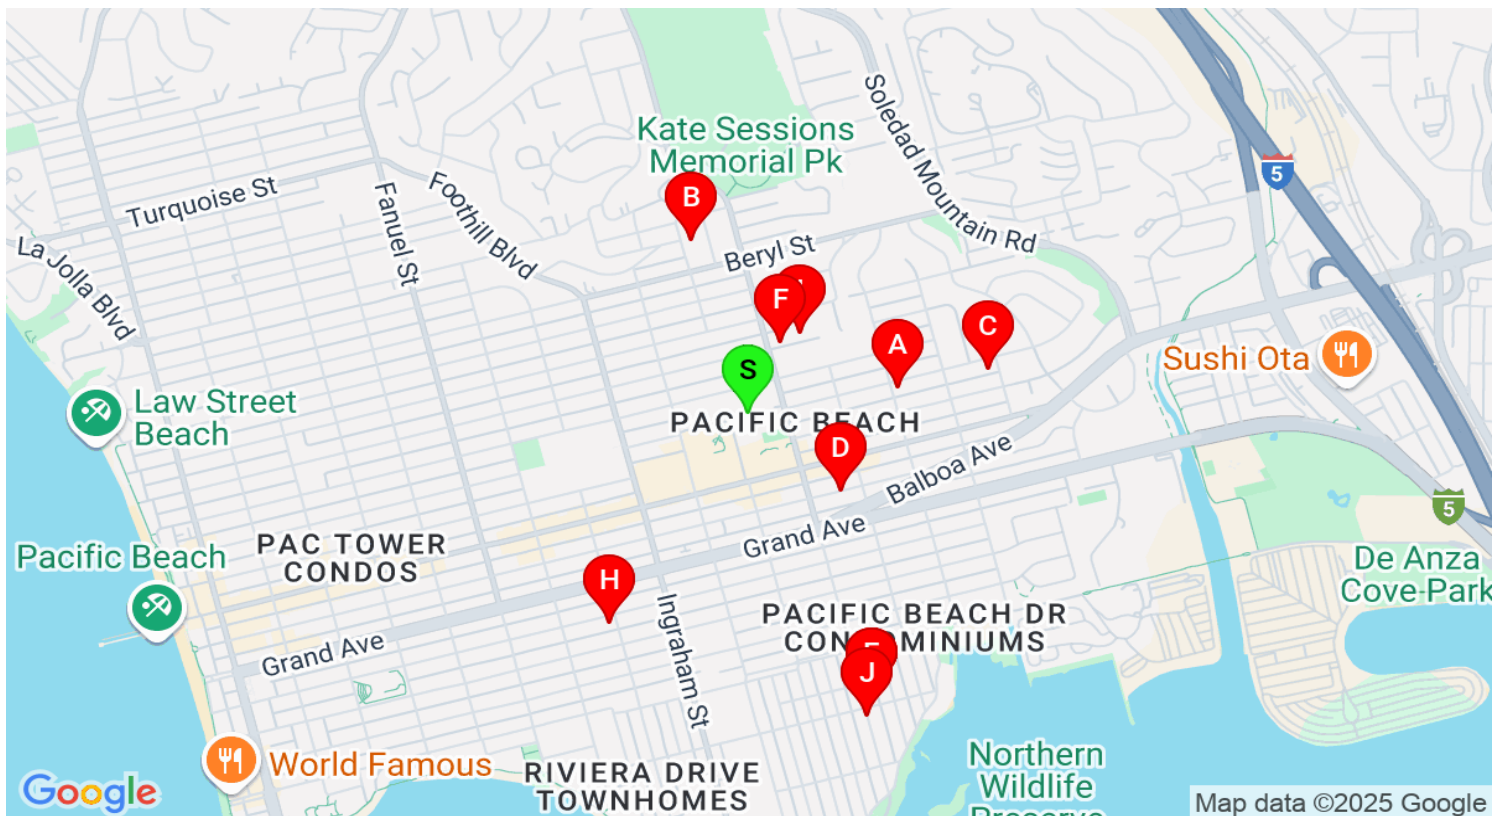 Kate Sessions
Memorial Pk
Soledad Mountain Rd
5
Turquoise St
Fanuel St
Foothill Blvd
B
La Jolla Blvd
Beryl St
F
A
C
Sushi Ota
S
Law Street
Beach
PACIFIC BEACH
D
Balboa Ave
5
Grand Ave
PAC TOWER
CONDOS
Pacific Beach
De Anza
Cove Park
H
Ingraham St
PACIFIC BEACH DR
CONDOMINIUMS
Grand Ave
J
World Famous
RIVIERA DRIVE
TOWNHOMES
Northern
Wildlife
Preserve
Google
Map data ©2025 Google